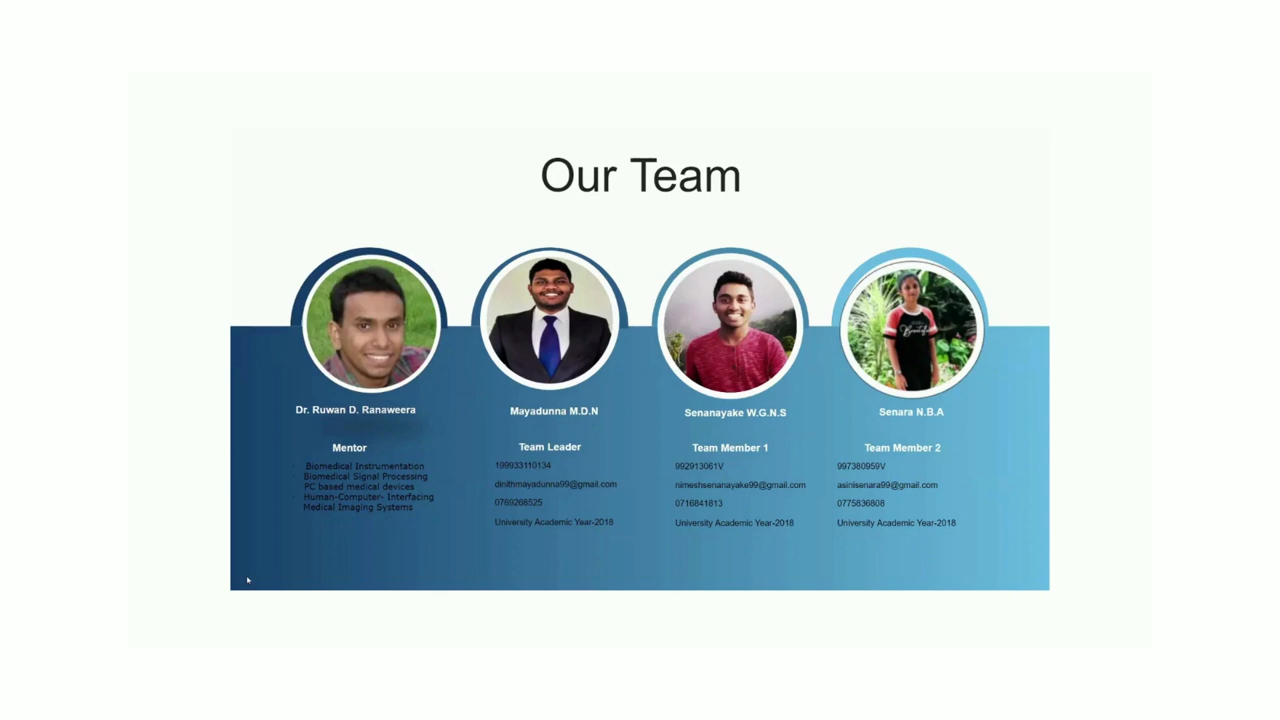 Our Team
Dr. Ruwan D. Ranaweera
Mentor
Biomedical Instrumentation
Biomedical Signal Processing
PC based medical devices
Human-Computer- Interfacing
Medical Imaging Systems
Mayadunna M.D.N
Team Leader
199933110134
dinithmayadunna99@gmail.com
0769268525
University Academic Year-2018
Senanayake W.G.N.S
Team Member 1
992913061V
nimeshsenanayake99@gmail.com
0716841813
University Academic Year-2018
Senara N.B.A
Team Member 2
997380959V
asinisenara99@gmail.com
0775836808
University Academic Year-2018